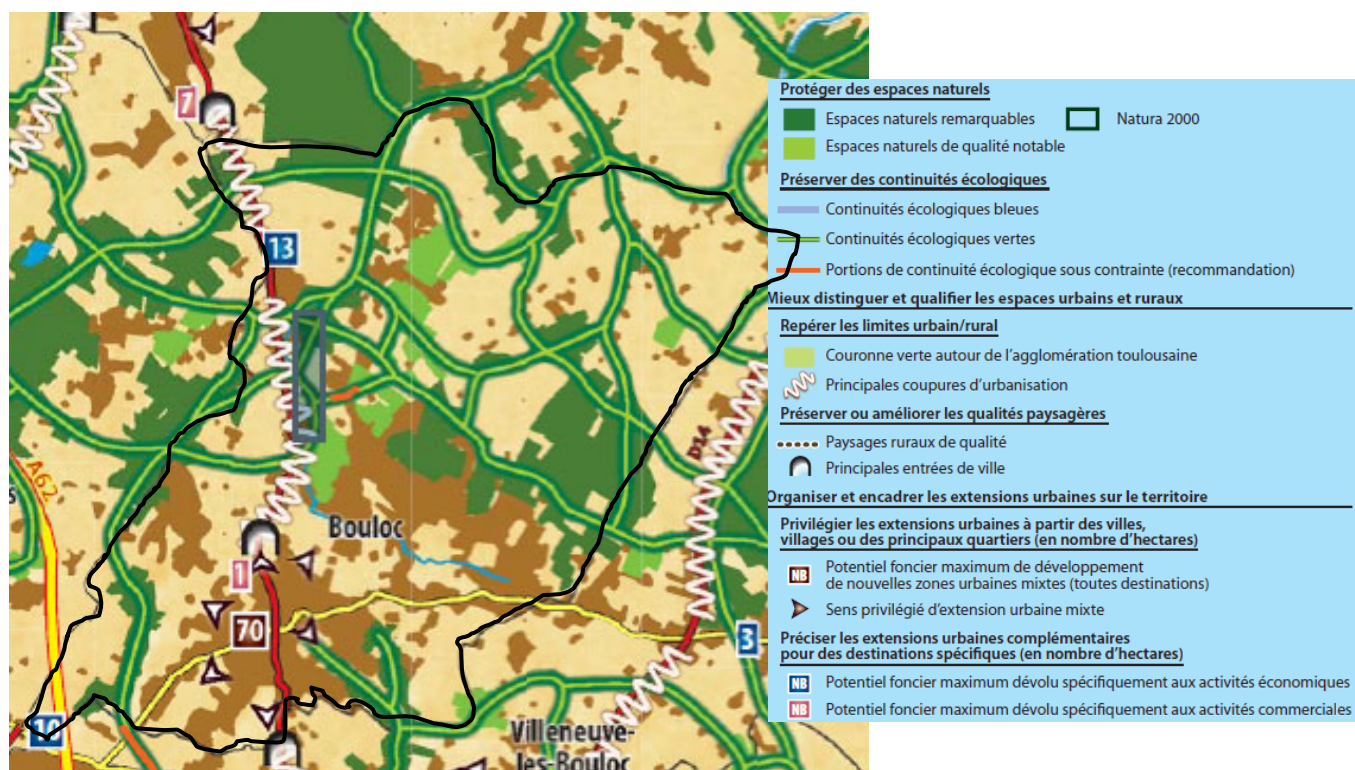 7
13
A62
s
D14
Bouloc
1
70
3
10
Villeneuve-
les-Bouloc
Protéger des espaces naturels
Espaces naturels remarquables
Natura 2000
Espaces naturels de qualité notable
Préserver des continuités écologiques
Continuités écologiques bleues
Continuités écologiques vertes
Portions de continuité écologique sous contrainte (recommandation)
Mieux distinguer et qualifier les espaces urbains et ruraux
Repérer les limites urbain/rural
Couronne verte autour de l'agglomération toulousaine
Principales coupures d'urbanisation
Préserver ou améliorer les qualités paysagères
Paysages ruraux de qualité
Principales entrées de ville
Organiser et encadrer les extensions urbaines sur le territoire
Privilégier les extensions urbaines à partir des villes,
villages ou des principaux quartiers (en nombre d'hectares)
NB Potentiel foncier maximum de développement
de nouvelles zones urbaines mixtes (toutes destinations)
Sens privilégié d'extension urbaine mixte
Préciser les extensions urbaines complémentaires
pour des destinations spécifiques (en nombre d'hectares)
NB Potentiel foncier maximum dévolu spécifiquement aux activités économiques
NB Potentiel foncier maximum dévolu spécifiquement aux activités commerciales